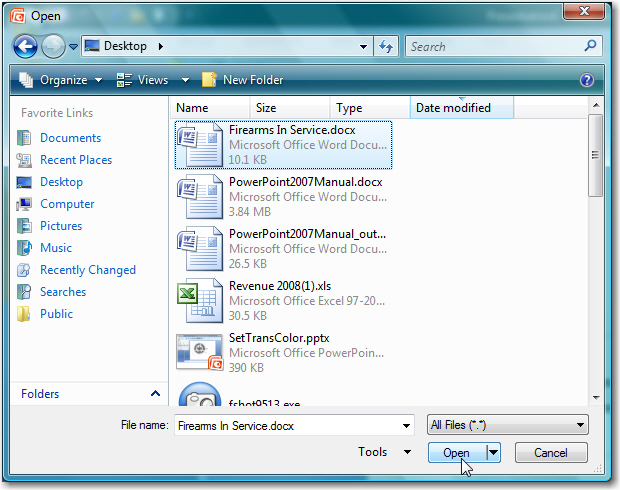 Open
Desktop
Search
Organize Views New Folder ?
Favorite Links
Documents
Recent Places
Desktop
Computer
Pictures
Music
Recently Changed
Searches
Public
Folders
Name Size Type Date modified
Firearms In Service.docx
Microsoft Office Word Docu...
10.1 KB
PowerPoint2007Manual.docx
Microsoft Office Word Docu...
3.84 MB
PowerPoint2007Manual_out...
Microsoft Office Word Docu...
26.5 KB
Revenue 2008(1).xls
Microsoft Office Excel 97-20...
30.5 KB
SetTransColor.pptx
Microsoft Office PowerPoin...
390 KB
fshot9513.exe
File name: Firearms In Service.docx All Files (*.*)
Tools Open Cancel